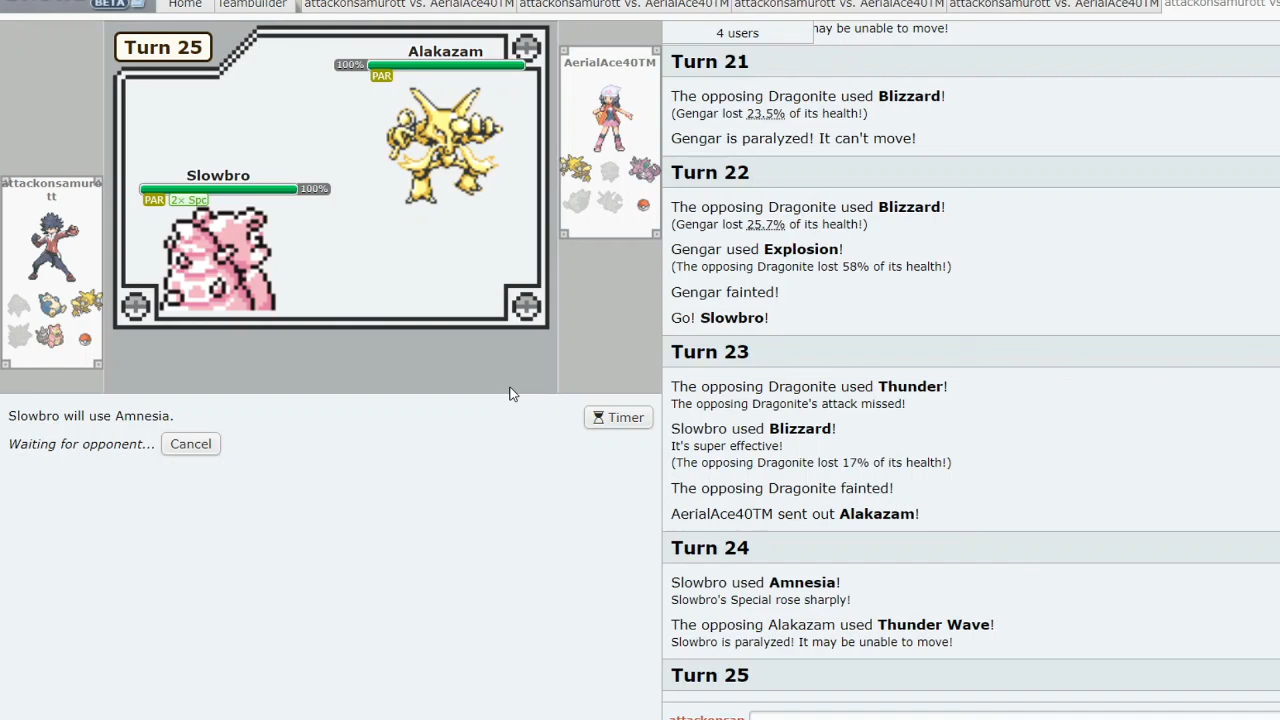 BETA
Home
Teambuilder
attackonsamurott vs. AerialAce40TM
attackonsamurott vs. AerialAce40TM
attackonsamurott vs. AerialAce40TM
attackonsamurott vs. AerialAce40TM
attackonsamurott vs
4 users
may be unable to move!
Turn 25
Alakazam
100%
PAR
Slowbro
100%
PAR
2× Spc
AerialAce40TM
attackonsamuro
tt
Slowbro will use Amnesia.
Waiting for opponent...
Cancel
Timer
Turn 21
The opposing Dragonite used Blizzard!
(Gengar lost 23.5% of its health!)
Gengar is paralyzed! It can't move!
Turn 22
The opposing Dragonite used Blizzard!
(Gengar lost 25.7% of its health!)
Gengar used Explosion!
(The opposing Dragonite lost 58% of its health!)
Gengar fainted!
Go! Slowbro!
Turn 23
The opposing Dragonite used Thunder!
The opposing Dragonite's attack missed!
Slowbro used Blizzard!
It's super effective!
(The opposing Dragonite lost 17% of its health!)
The opposing Dragonite fainted!
AerialAce40TM sent out Alakazam!
Turn 24
Slowbro used Amnesia!
Slowbro's Special rose sharply!
The opposing Alakazam used Thunder Wave!
Slowbro is paralyzed! It may be unable to move!
Turn 25